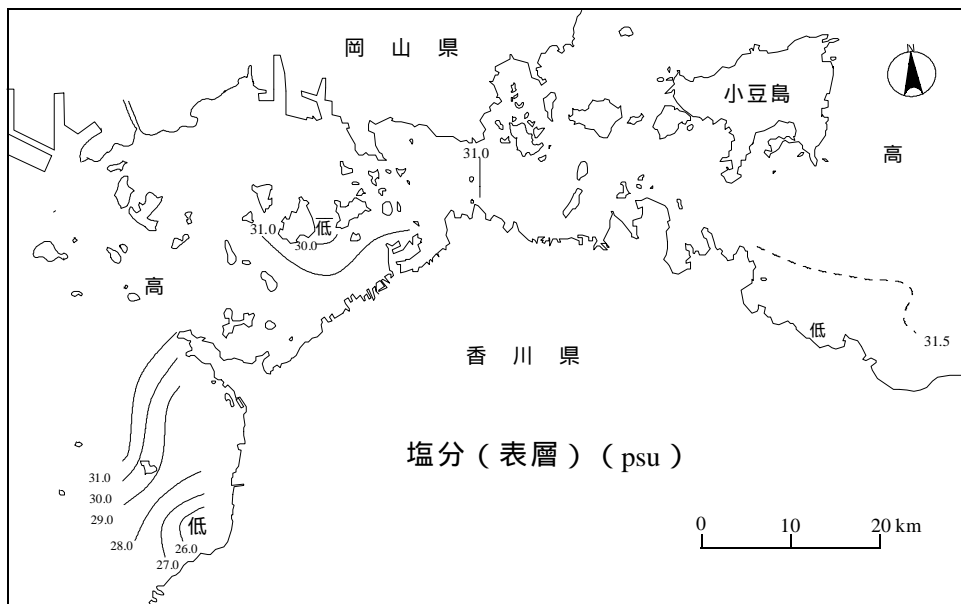 岡 山 県
N
小豆島
高
31.0
31.0
低
30.0
高
低
31.5
香 川 県
塩分（表層）（psu）
31.0
30.0
29.0
28.0
低
26.0
27.0
0 10 20 km